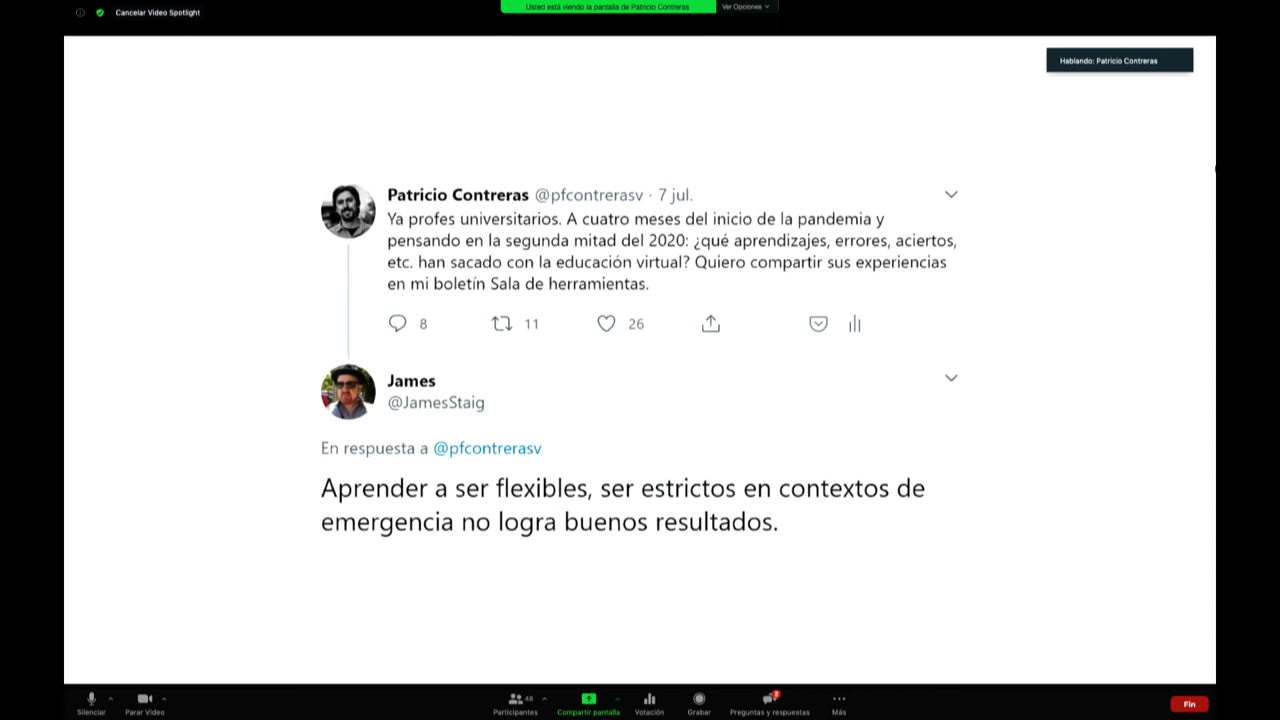 Cancelar Video Spotlight
Usted está viendo la pantalla de Patricio Contreras
Ver Opciones
Hablando: Patricio Contreras
Patricio Contreras @pfcontrerasv · 7 jul.
Ya profes universitarios. A cuatro meses del inicio de la pandemia y
pensando en la segunda mitad del 2020: ¿qué aprendizajes, errores, aciertos,
etc. han sacado con la educación virtual? Quiero compartir sus experiencias
en mi boletín Sala de herramientas.
8 11 26
James
@JamesStaig
En respuesta a @pfcontrerasv
Aprender a ser flexibles, ser estrictos en contextos de
emergencia no logra buenos resultados.
Silenciar
Parar Video
Participantes
48
Compartir pantalla
Votación
Grabar
Preguntas y respuestas
Más
Fin